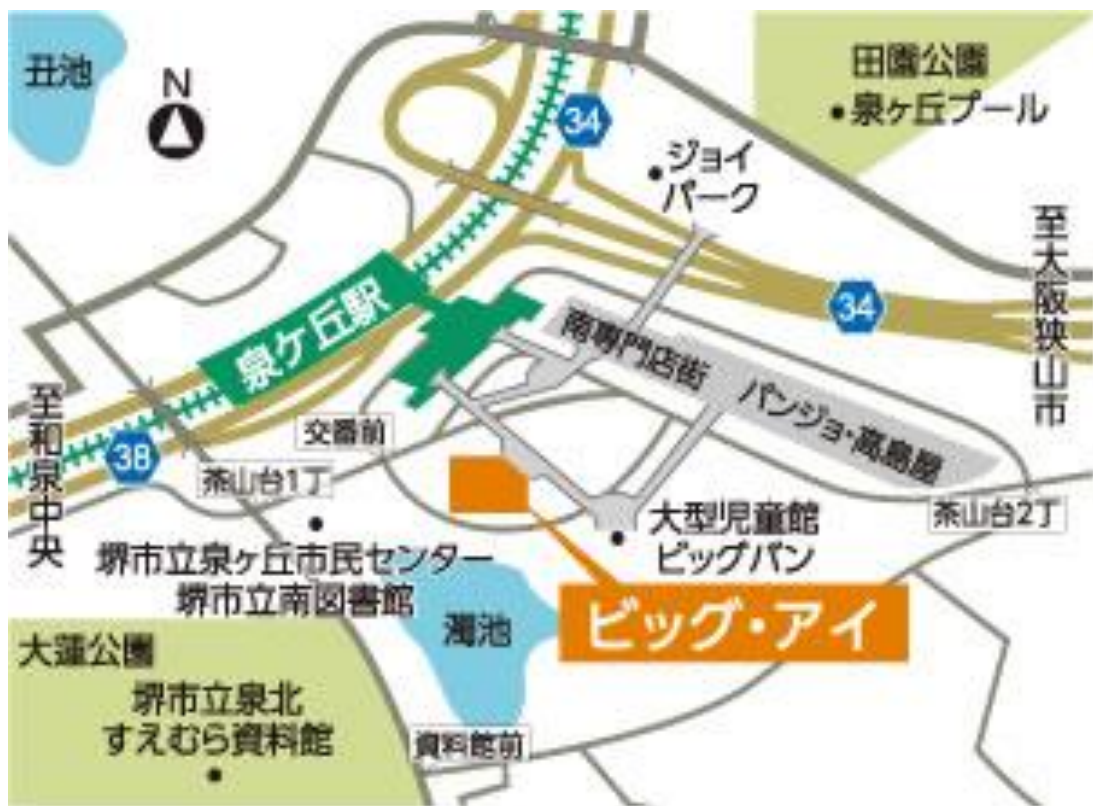 丑池
N
34
田園公園
泉ヶ丘プール
ジョイ
パーク
至大阪狭山市
34
泉ケ丘駅
南専門店街
パンジョ・高島屋
至和泉中央
38
交番前
茶山台1丁
茶山台2丁
大型児童館
ビッグバン
堺市立泉ヶ丘市民センター
堺市立南図書館
濁池
ビッグ・アイ
大蓮公園
堺市立泉北
すえむら資料館
資料館前